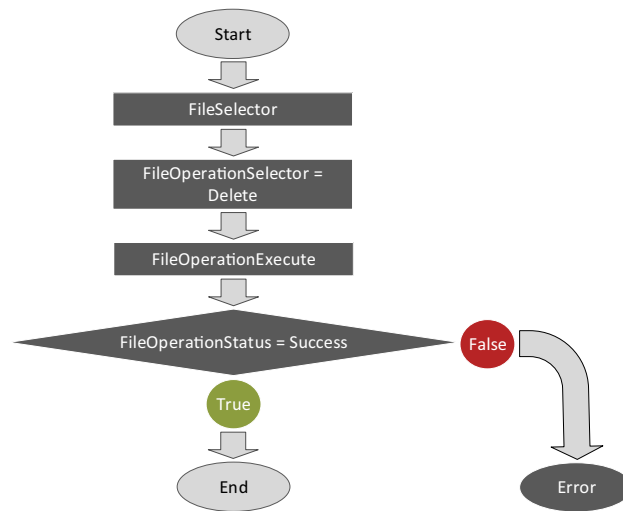 Start
FileSelector
FileOperationSelector =
Delete
FileOperationExecute
FileOperationStatus = Success
False
True
End
Error